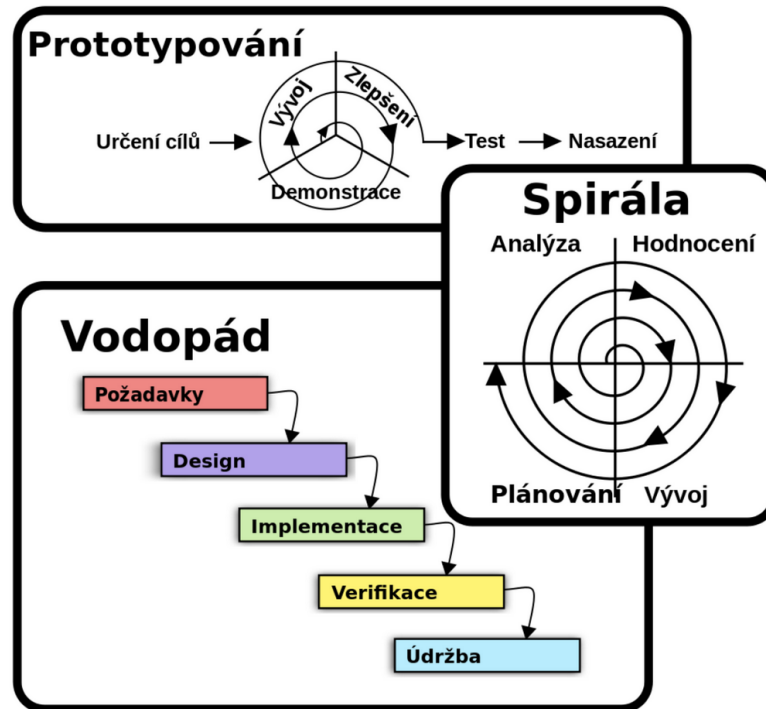 Prototypování
Určení cílů
Vývoj
Zlepšení
Demonstrace
Test
Nasazení
Spirála
Analýza
Hodnocení
Plánování
Vývoj
Vodopád
Požadavky
Design
Implementace
Verifikace
Údržba